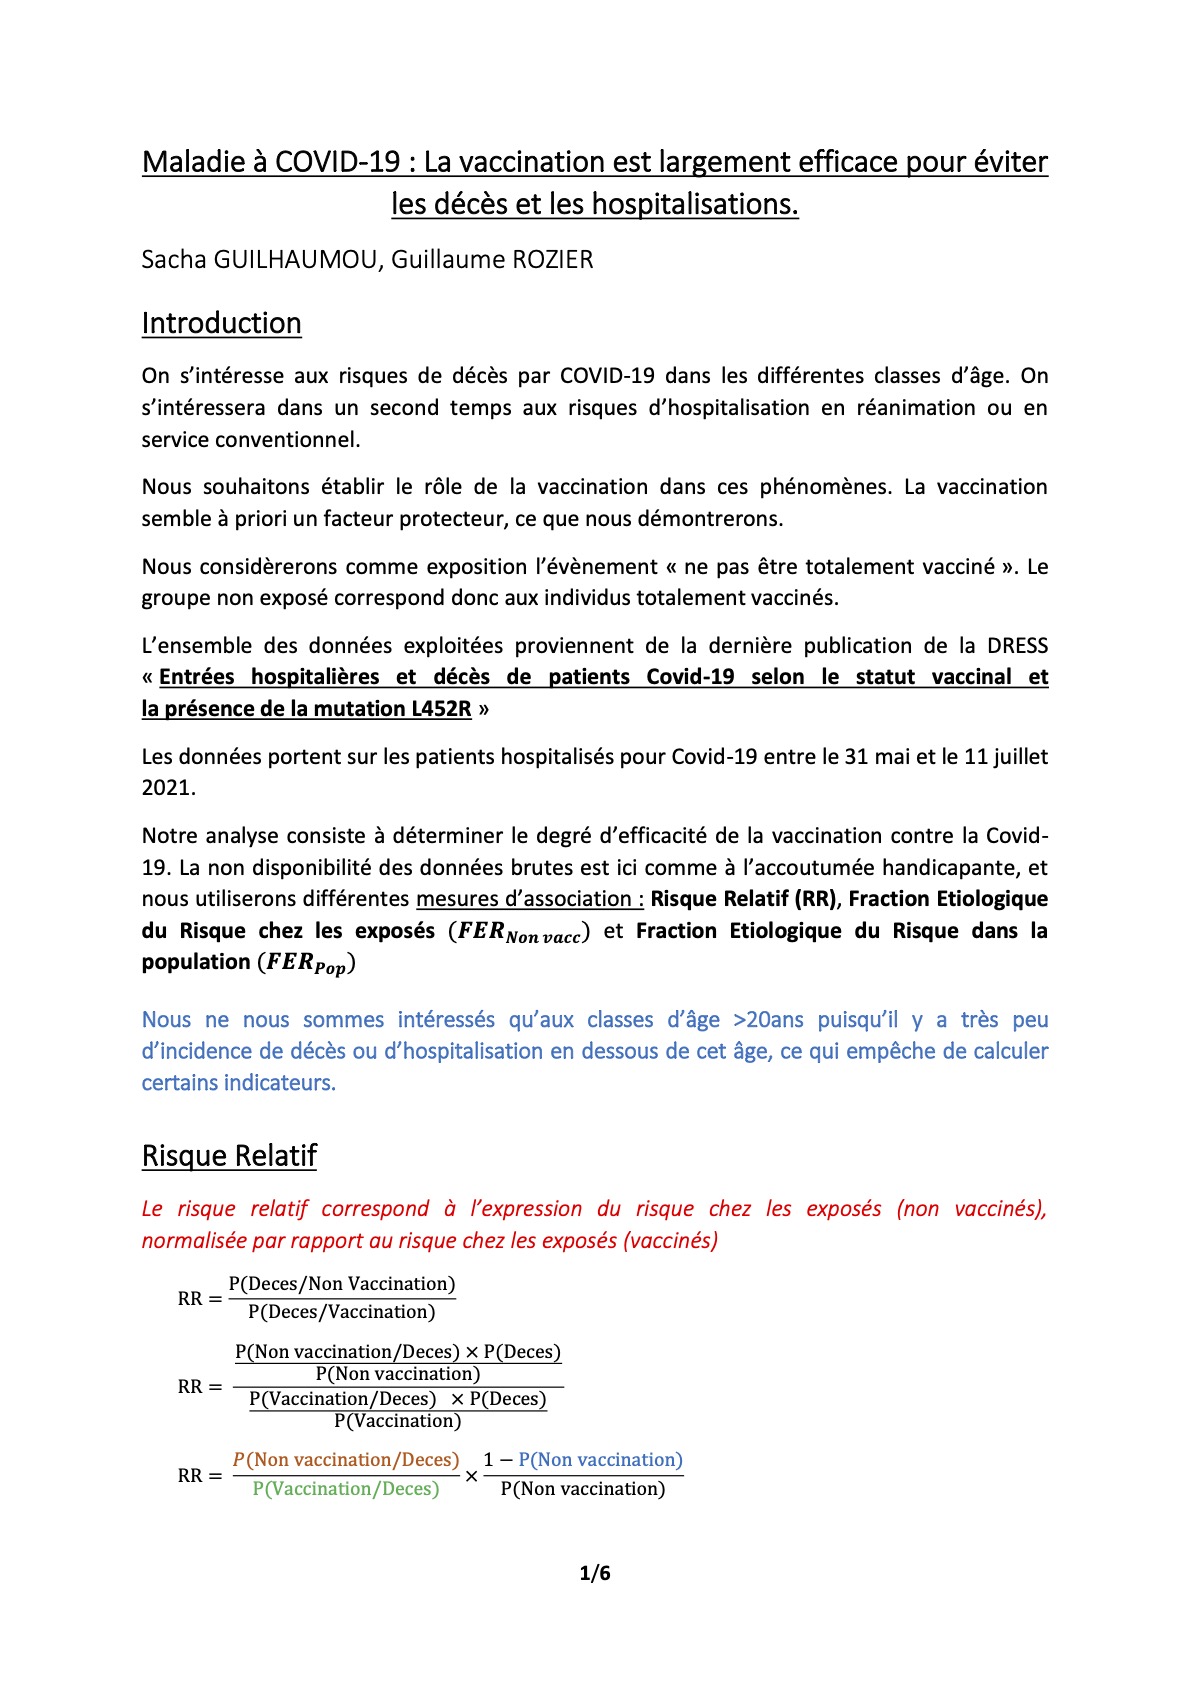 Maladie à COVID-19 : La vaccination est largement efficace pour éviter
les décès et les hospitalisations.
Sacha GUILHAUMOU, Guillaume ROZIER
Introduction
On s’intéresse aux risques de décès par COVID-19 dans les différentes classes d’âge. On
s’intéressera dans un second temps aux risques d’hospitalisation en réanimation ou en
service conventionnel.
Nous souhaitons établir le rôle de la vaccination dans ces phénomènes. La vaccination
semble à priori un facteur protecteur, ce que nous démontrerons.
Nous considèrerons comme exposition l’évènement « ne pas être totalement vacciné ». Le
groupe non exposé correspond donc aux individus totalement vaccinés.
L’ensemble des données exploitées proviennent de la dernière publication de la DRESS
« Entrées hospitalières et décès de patients Covid-19 selon le statut vaccinal et
la présence de la mutation L452R »
Les données portent sur les patients hospitalisés pour Covid-19 entre le 31 mai et le 11 juillet
2021.
Notre analyse consiste à déterminer le degré d’efficacité de la vaccination contre la Covid-
19. La non disponibilité des données brutes est ici comme à l’accoutumée handicapante, et
nous utiliserons différentes mesures d’association : Risque Relatif (RR), Fraction Etiologique
du Risque chez les exposés (FER Non vacc) et Fraction Etiologique du Risque dans la
population (FER Pop)
Nous ne nous sommes intéressés qu’aux classes d’âge >20ans puisqu’il y a très peu
d’incidence de décès ou d’hospitalisation en dessous de cet âge, ce qui empêche de calculer
certains indicateurs.
Risque Relatif
Le risque relatif correspond à l’expression du risque chez les exposés (non vaccinés),
normalisée par rapport au risque chez les exposés (vaccinés)
P(Deces/Non Vaccination)
RR =
P(Deces/Vaccination)
P(Non vaccination/Deces) × P(Deces)
P(Non vaccination)
RR =
P(Vaccination/Deces) × P(Deces)
P(Vaccination)
P(Non vaccination/Deces) 1 − P(Non vaccination)
RR = ×
P(Vaccination/Deces) P(Non vaccination)
1/6